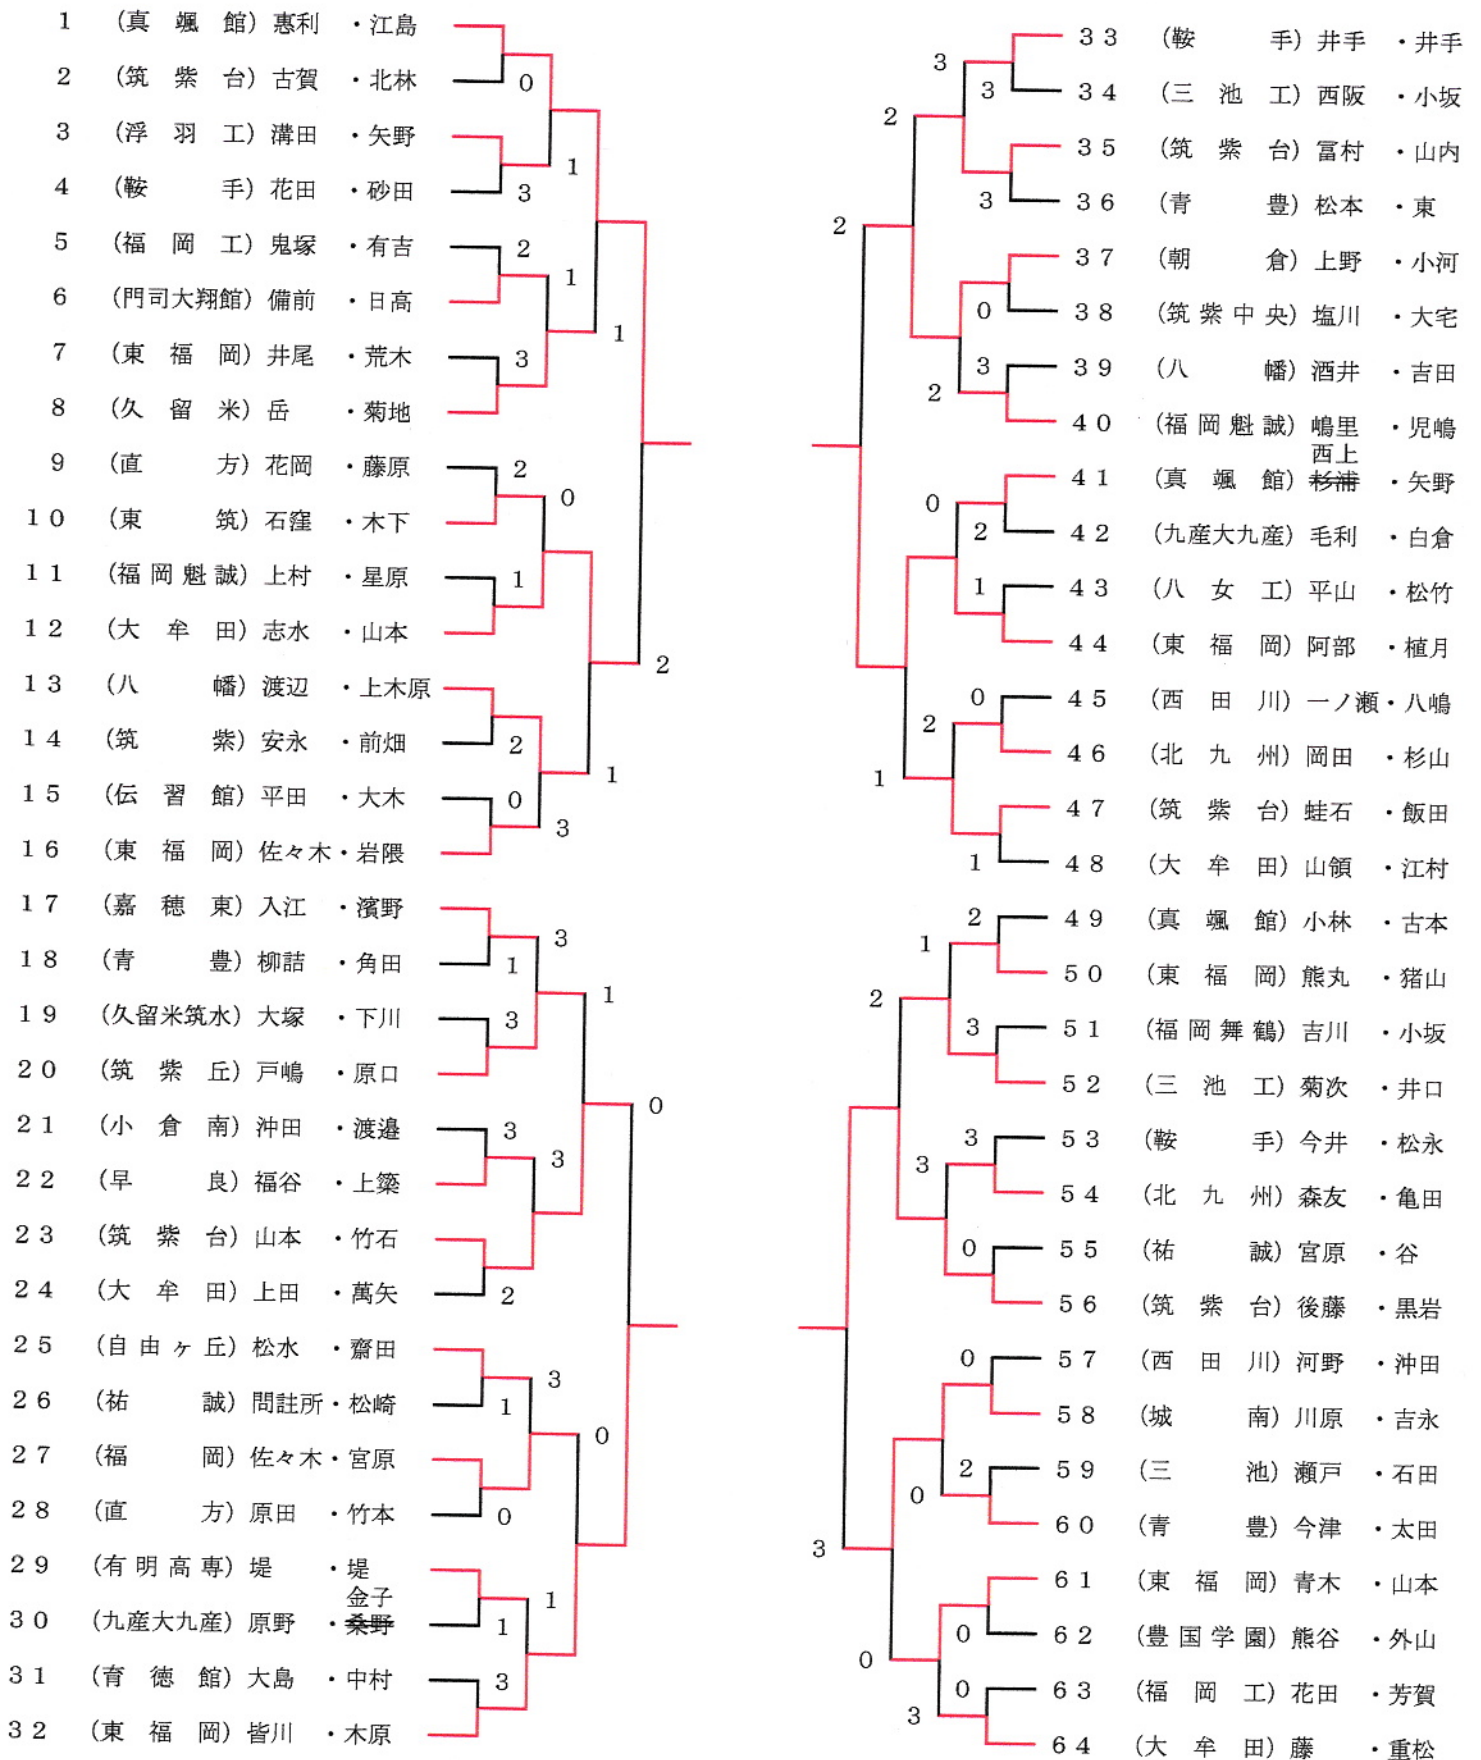 1 （真颯館）惠利・江島
0
2 （筑紫台）古賀・北林
3 （浮羽工）溝田・矢野
1
4 （鞍手）花田・砂田
3
5 （福岡工）鬼塚・有吉
2
1
6 （門司大翔館）備前・日高
1
7 （東福岡）井尾・荒木
3
8 （久留米）岳・菊地
9 （直方）花岡・藤原
2
0
10 （東筑）石窪・木下
11 （福岡魁誠）上村・星原
1
12 （大牟田）志水・山本
2
13 （八幡）渡辺・上木原
14 （筑紫）安永・前畑
2
1
15 （伝習館）平田・大木
0
3
16 （東福岡）佐々木・岩隈
17 （嘉穂東）入江・濱野
3
18 （青豊）柳詰・角田
1
1
19 （久留米筑水）大塚・下川
3
20 （筑紫丘）戸嶋・原口
0
21 （小倉南）沖田・渡邉
3
3
22 （早良）福谷・上簗
23 （筑紫台）山本・竹石
24 （大牟田）上田・萬矢
2
25 （自由ヶ丘）松水・齋田
3
26 （祐誠）問註所・松崎
1
0
27 （福岡）佐々木・宮原
28 （直方）原田・竹本
0
29 （有明高専）堤・堤
金子
1
30 （九産大九産）原野・桑野
1
31 （育徳館）大島・中村
3
32 （東福岡）皆川・木原
33 （鞍手）井手・井手
3
3
34 （三池工）西阪・小坂
2
35 （筑紫台）冨村・山内
3
36 （青豊）松本・東
2
37 （朝倉）上野・小河
0
38 （筑紫中央）塩川・大宅
3
39 （八幡）酒井・吉田
2
40 （福岡魁誠）嶋里・児嶋
西上
41 （真颯館）杉浦・矢野
0
2
42 （九産大九産）毛利・白倉
1
43 （八女工）平山・松竹
44 （東福岡）阿部・植月
0
45 （西田川）一ノ瀬・八嶋
2
46 （北九州）岡田・杉山
1
47 （筑紫台）蛙石・飯田
1
48 （大牟田）山領・江村
2
49 （真颯館）小林・古本
1
50 （東福岡）熊丸・猪山
2
3
51 （福岡舞鶴）吉川・小坂
52 （三池工）菊次・井口
3
53 （鞍手）今井・松永
3
54 （北九州）森友・亀田
0
55 （祐誠）宮原・谷
56 （筑紫台）後藤・黒岩
0
57 （西田川）河野・沖田
58 （城南）川原・吉永
2
59 （三池）瀬戸・石田
0
60 （青豊）今津・太田
3
61 （東福岡）青木・山本
0
62 （豊国学園）熊谷・外山
0
0
63 （福岡工）花田・芳賀
3
64 （大牟田）藤・重松